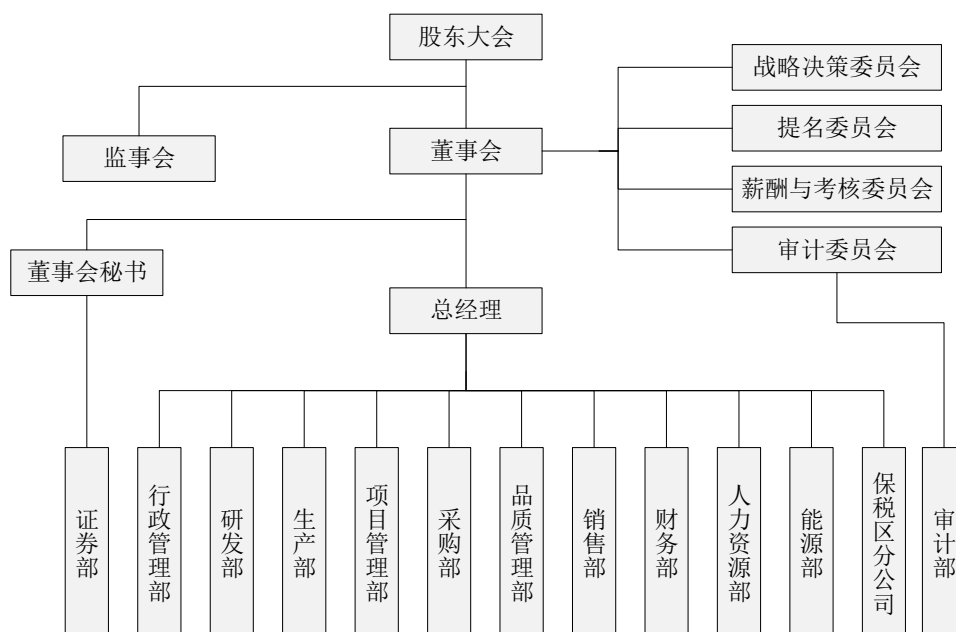 股东大会
战略决策委员会
提名委员会
监事会
董事会
薪酬与考核委员会
审计委员会
董事会秘书
总经理
证券部
行政管理部
研发部
生产部
项目管理部
采购部
品质管理部
销售部
财务部
人力资源部
能源部
保税区分公司
审计部